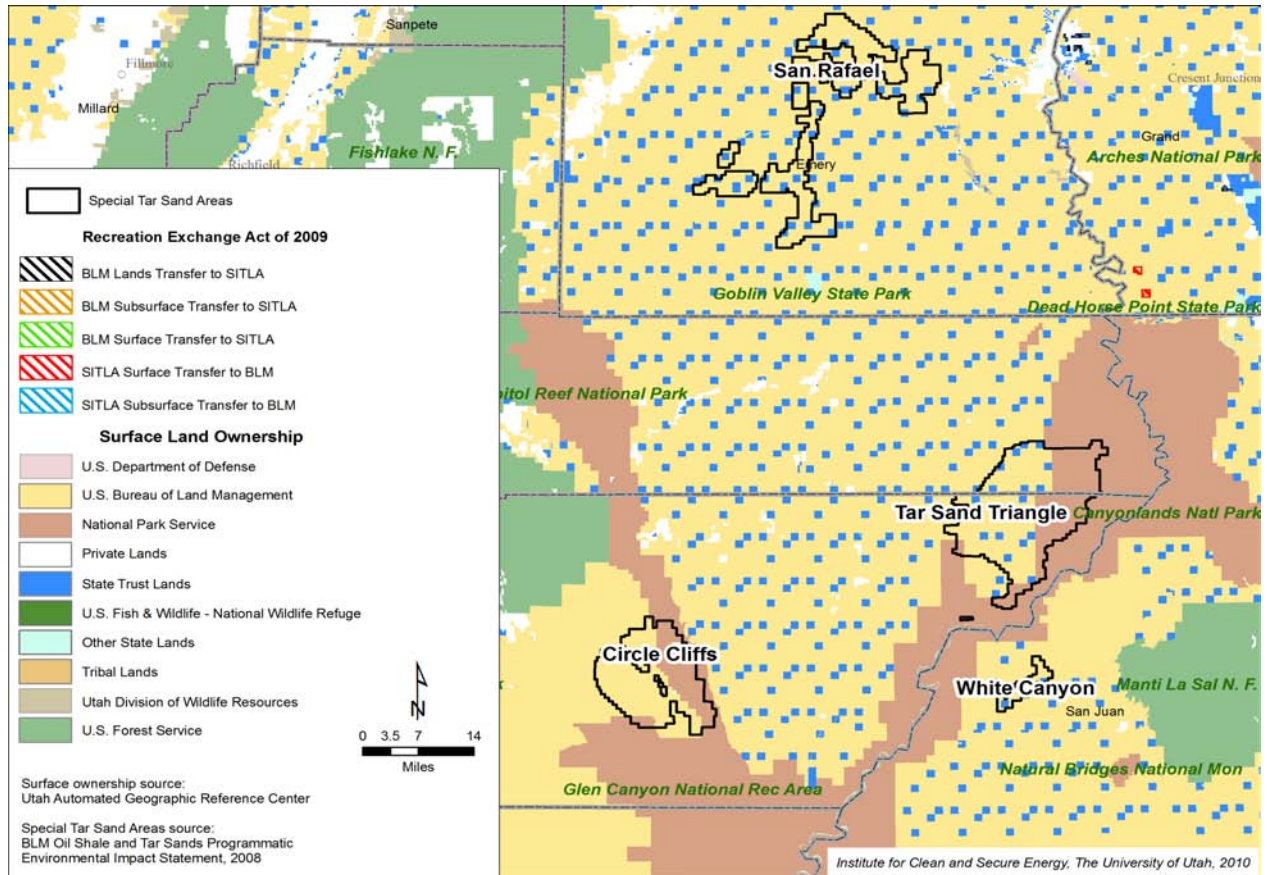 Sanpete
Fillmore
Millard
Fishlake N. F.
Richfield
San Rafael
Emery
Cresent Junction
Grand
Arches National Park
Goblin Valley State Park
Dead Horse Point State Park
itol Reef National Park
Tar Sand Triangle
Canyonlands Natl Park
Circle Cliffs
White Canyon
Manti La Sal N. F.
San Juan
Natural Bridges National Mon
Glen Canyon National Rec Area
Special Tar Sand Areas
Recreation Exchange Act of 2009
BLM Lands Transfer to SITLA
BLM Subsurface Transfer to SITLA
BLM Surface Transfer to SITLA
SITLA Surface Transfer to BLM
SITLA Subsurface Transfer to BLM
Surface Land Ownership
U.S. Department of Defense
U.S. Bureau of Land Management
National Park Service
Private Lands
State Trust Lands
U.S. Fish & Wildlife - National Wildlife Refuge
Other State Lands
Tribal Lands
Utah Division of Wildlife Resources
U.S. Forest Service
N
0 3.5 7 14
Miles
Surface ownership source:
Utah Automated Geographic Reference Center
Special Tar Sand Areas source:
BLM Oil Shale and Tar Sands Programmatic
Environmental Impact Statement, 2008
Institute for Clean and Secure Energy, The University of Utah, 2010